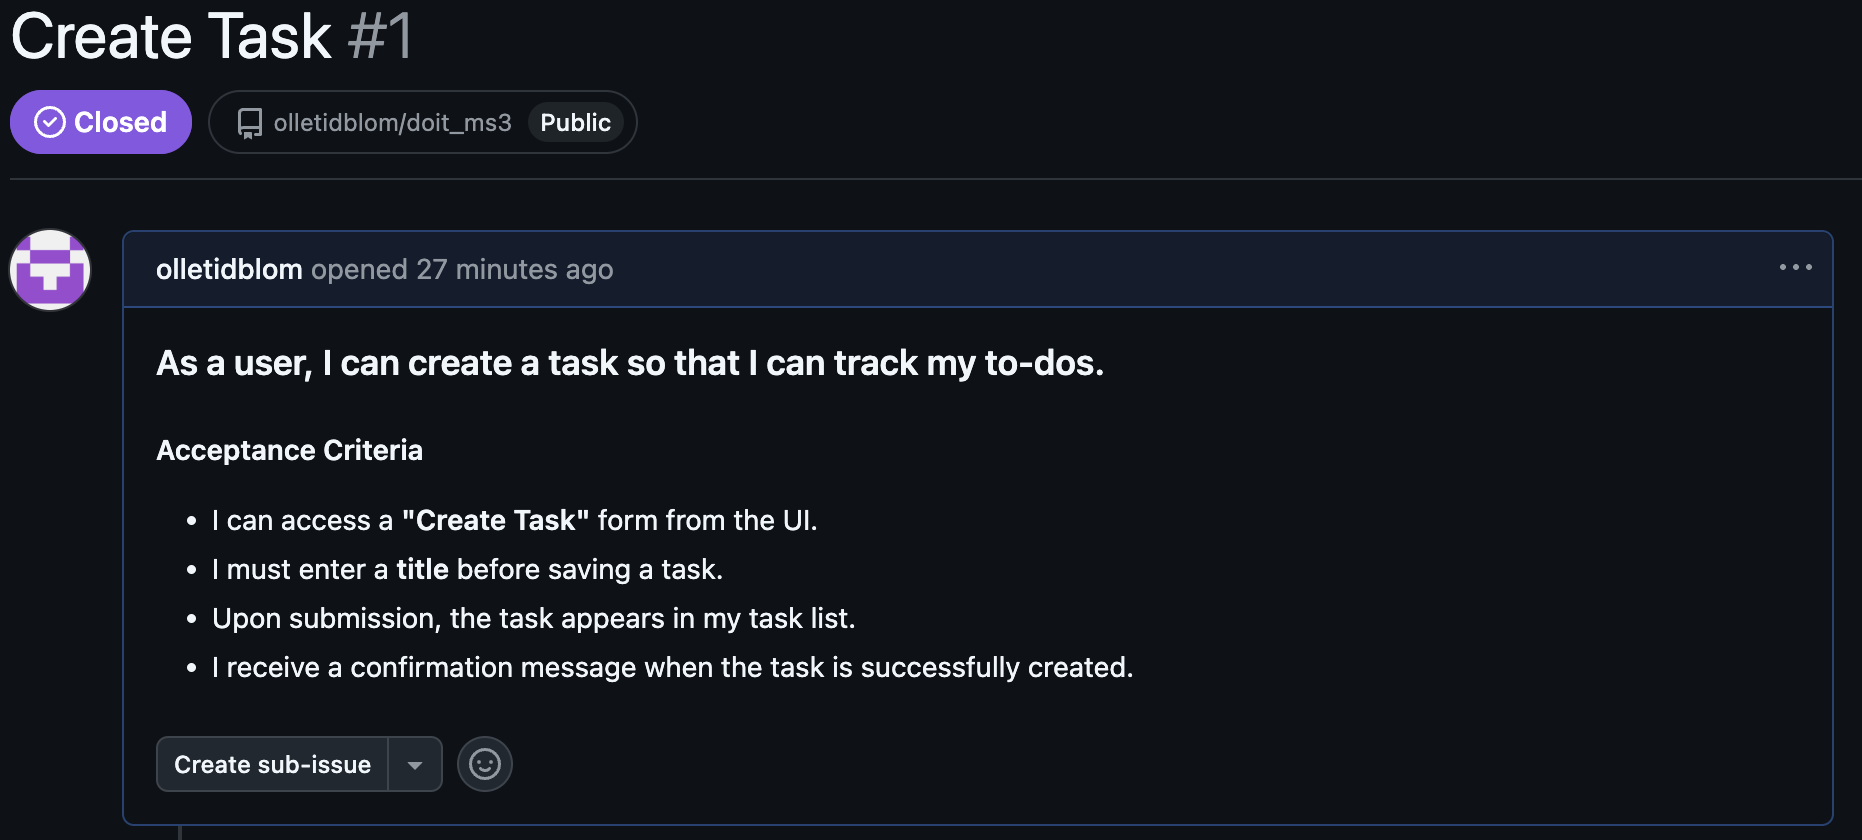 Create Task #1
Closed
olletidblom/doit_ms3 Public
olletidblom opened 27 minutes ago
As a user, I can create a task so that I can track my to-dos.
Acceptance Criteria
I can access a "Create Task" form from the UI.
I must enter a title before saving a task.
Upon submission, the task appears in my task list.
I receive a confirmation message when the task is successfully created.
Create sub-issue